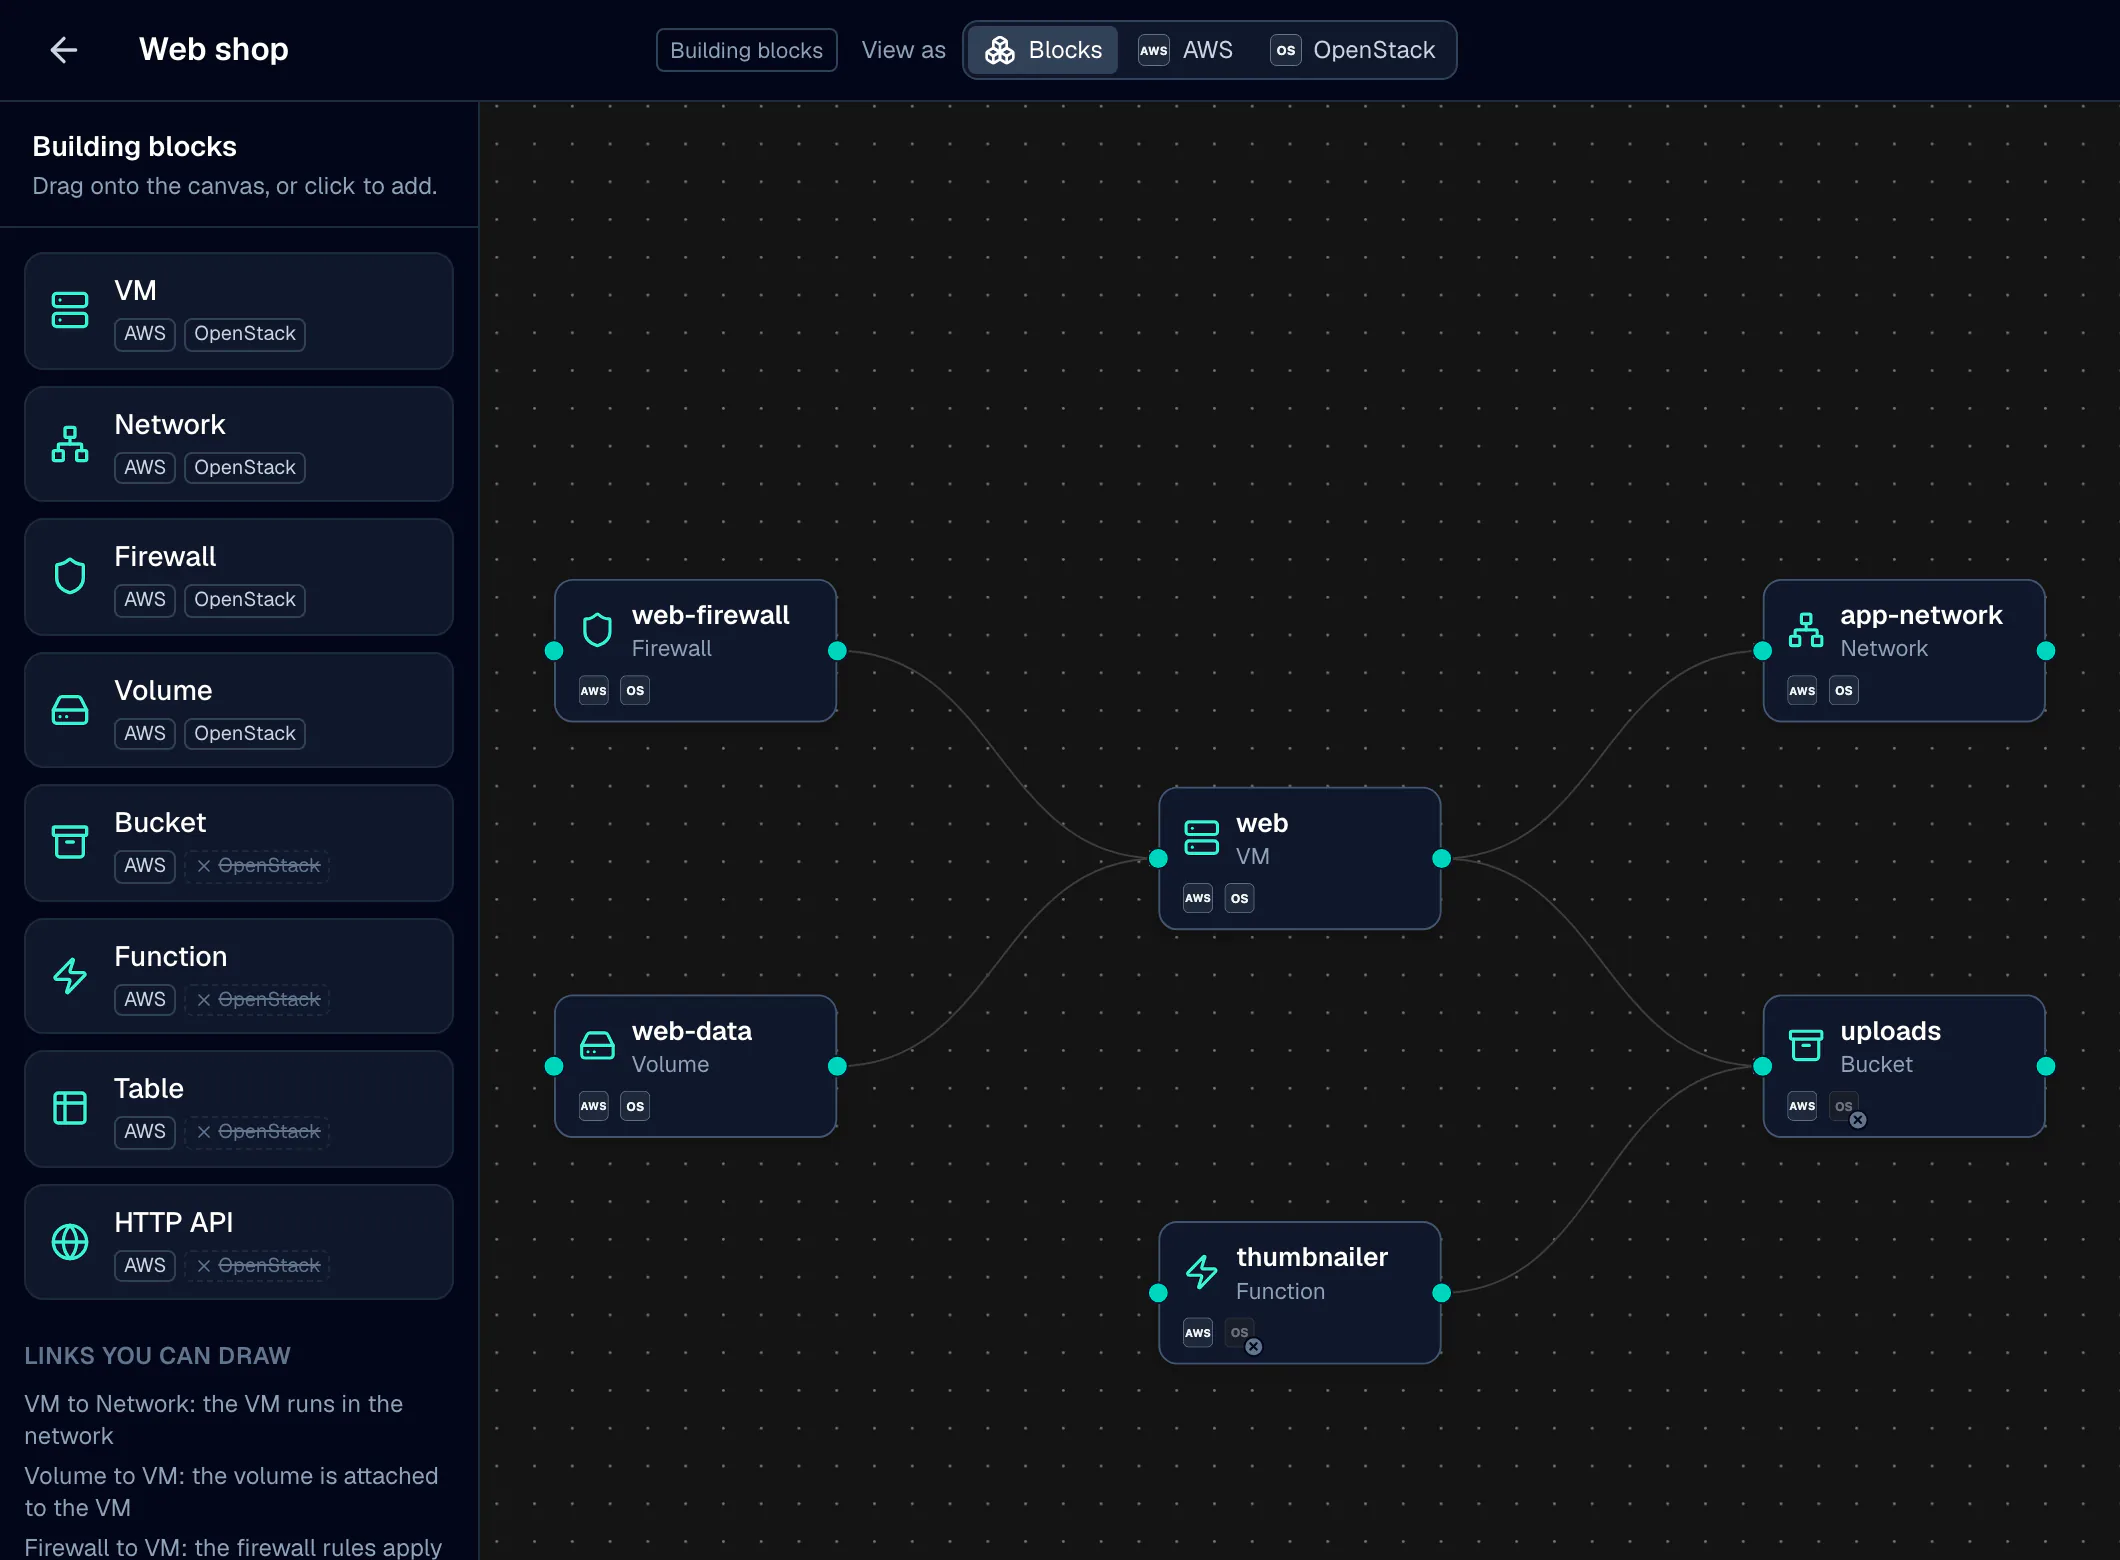 Web shop
Building blocks
View as
Blocks
AWS AWS
OS OpenStack
Building blocks
Drag onto the canvas, or click to add.
VM
AWS OpenStack
Network
AWS OpenStack
Firewall
AWS OpenStack
Volume
AWS OpenStack
Bucket
AWS × OpenStack
Function
AWS × OpenStack
Table
AWS × OpenStack
HTTP API
AWS × OpenStack
LINKS YOU CAN DRAW
VM to Network: the VM runs in the
network
Volume to VM: the volume is attached
to the VM
Firewall to VM: the firewall rules apply
web-firewall
Firewall
AWS OS
app-network
Network
AWS OS
web
VM
AWS OS
web-data
Volume
AWS OS
uploads
Bucket
AWS OS
thumbnailer
Function
AWS OS